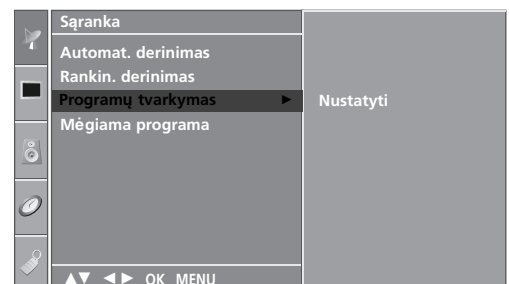 Sąranka
Automat. derinimas
Rankin. derinimas
Programų tvarkymas ►
Nustatyti
Mėgiama programa
▲▼ ◄► OK MENU